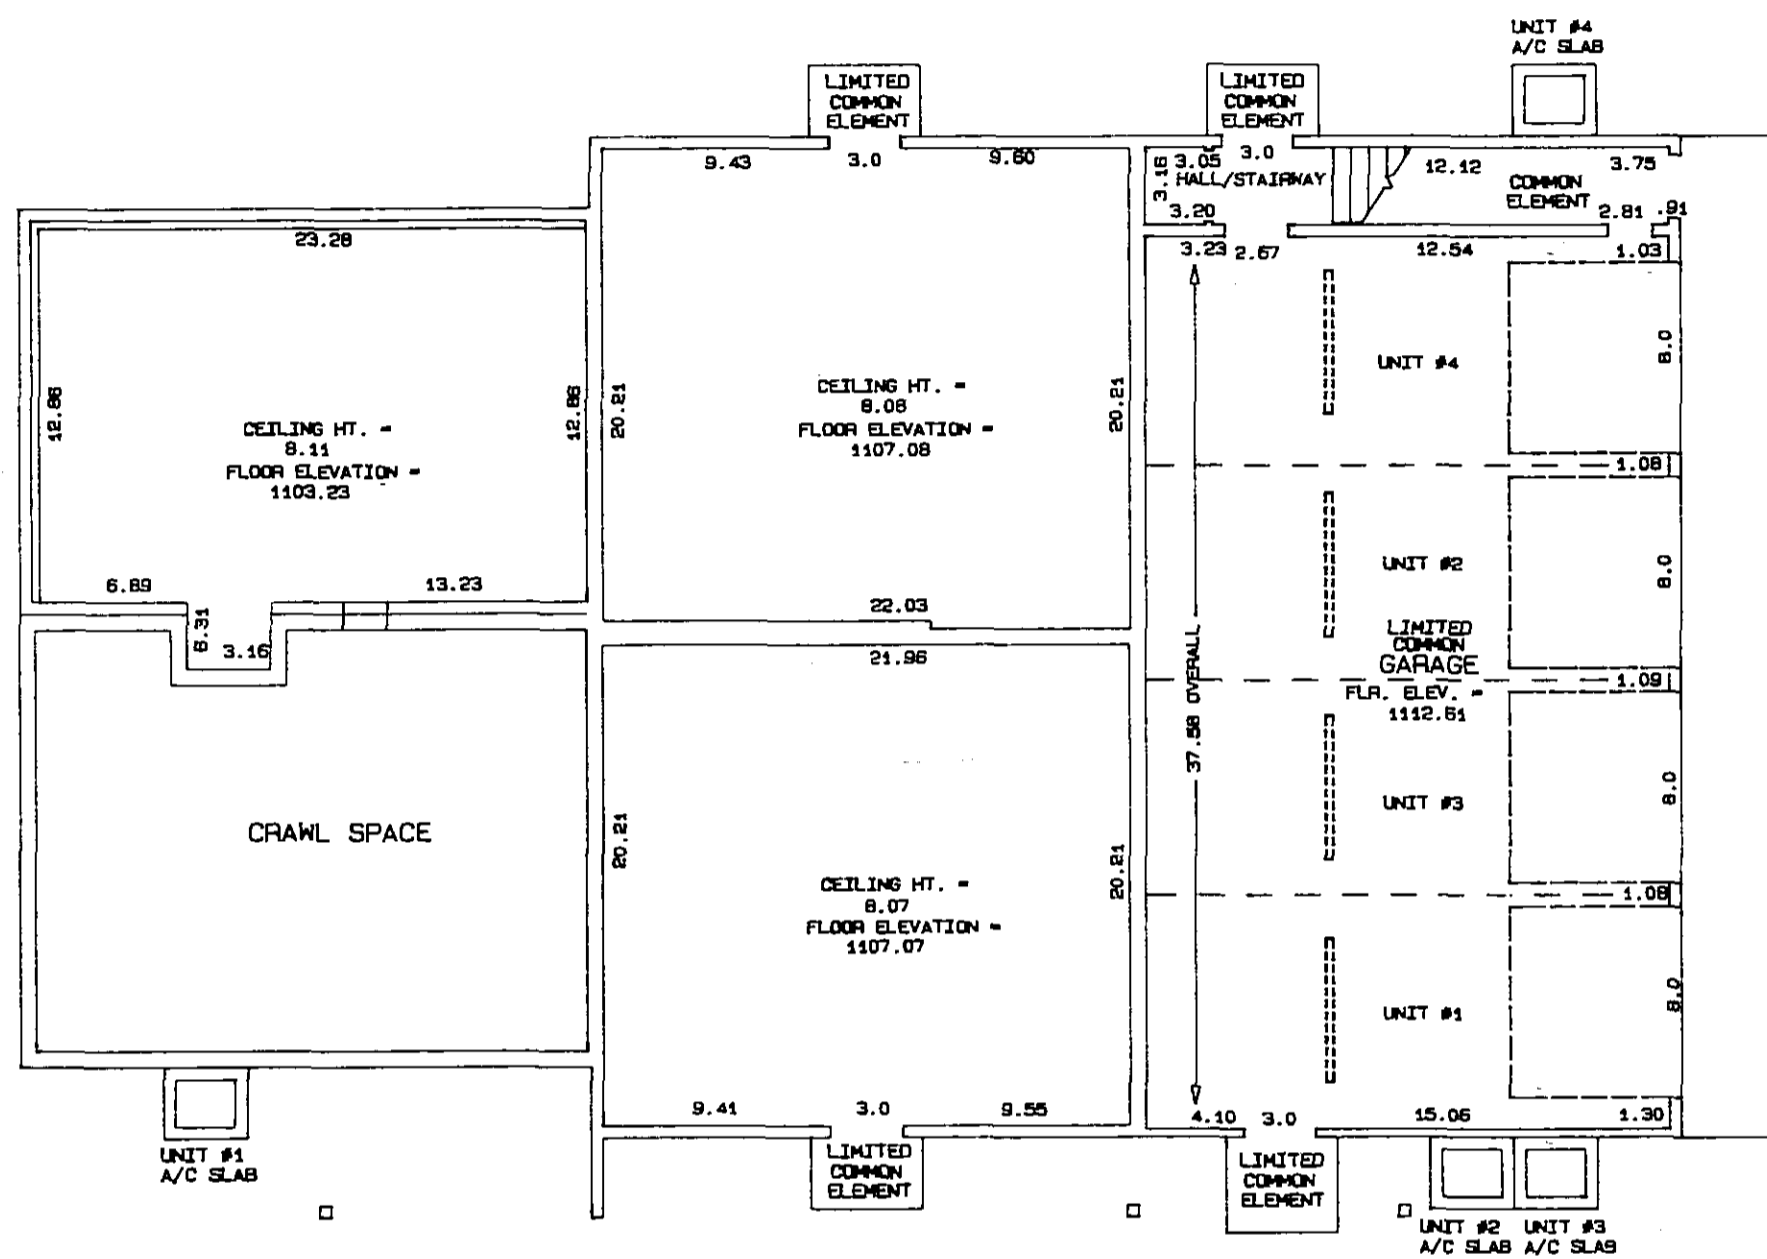 UNIT #4
A/C SLAB
LIMITED
COMMON
ELEMENT
LIMITED
COMMON
ELEMENT
9.43
3.0
9.60
3.05
3.0
12.12
3.75
3.16
HALL/STAIRWAY
COMMON
ELEMENT
3.20
2.81
.91
23.28
3.23
2.67
12.54
1.03
12.86
12.86
20.21
20.21
CEILING HT. =
8.11
FLOOR ELEVATION =
1103.23
CEILING HT. =
8.08
FLOOR ELEVATION =
1107.08
UNIT #4
8.0
1.08
UNIT #2
8.0
6.89
13.23
22.03
6.31
3.16
21.96
37.58 OVERALL
LIMITED
COMMON
GARAGE
FLR. ELEV. =
1112.61
1.09
CRAWL SPACE
20.21
20.21
UNIT #3
8.0
CEILING HT. =
8.07
FLOOR ELEVATION =
1107.07
1.08
UNIT #1
8.0
9.41
3.0
9.55
4.10
3.0
15.06
1.30
UNIT #1
A/C SLAB
LIMITED
COMMON
ELEMENT
LIMITED
COMMON
ELEMENT
UNIT #2
A/C SLAB
UNIT #3
A/C SLAB